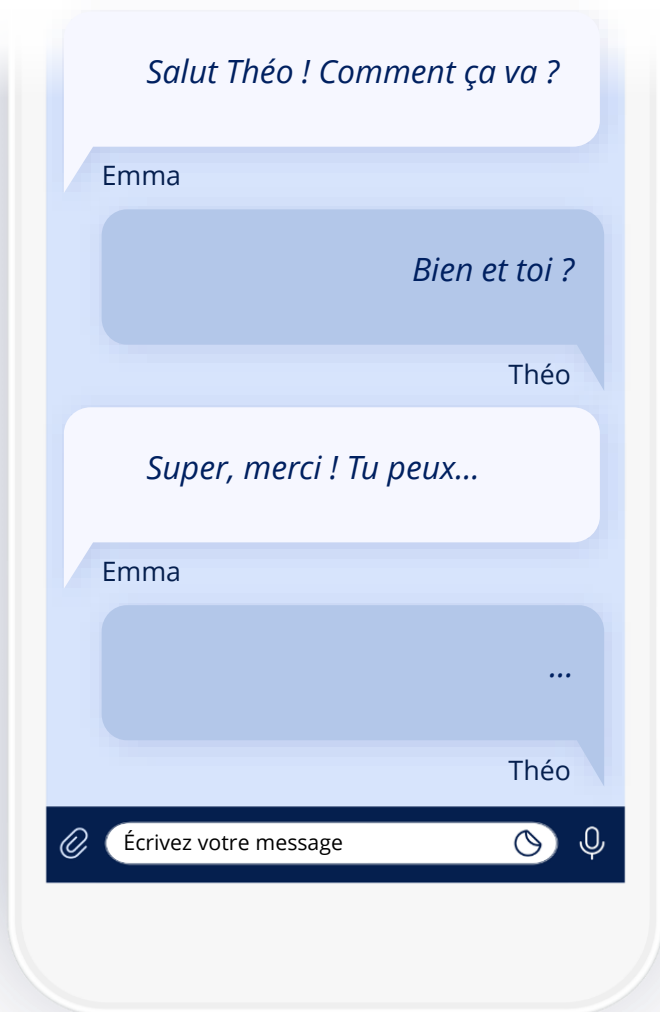 Salut Théo ! Comment ça va ?
Emma
Bien et toi ?
Théo
Super, merci ! Tu peux...
Emma
...
Théo
Écrivez votre message